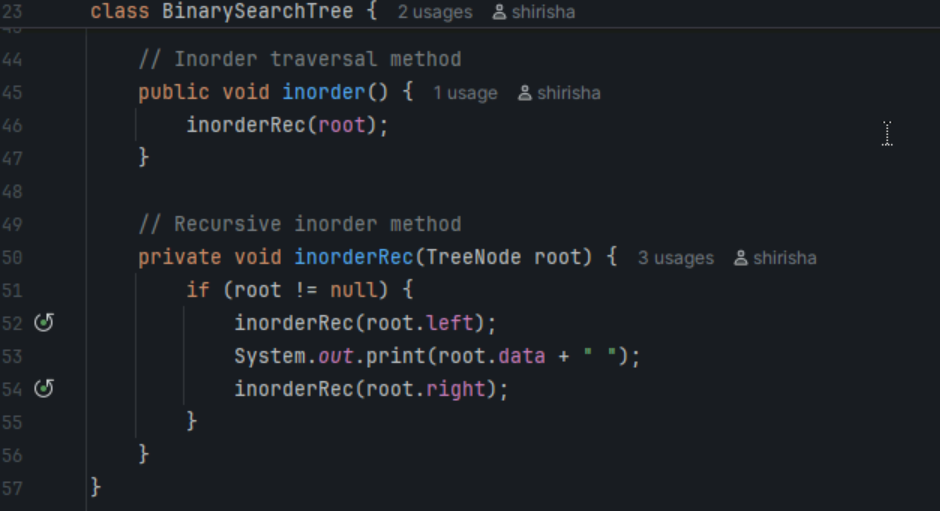 23 class BinarySearchTree { 2 usages shirisha
44 // Inorder traversal method
45 public void inorder() { 1 usage shirisha
46 inorderRec(root);
47 }
48
49 // Recursive inorder method
50 private void inorderRec(TreeNode root) { 3 usages shirisha
51 if (root != null) {
52 inorderRec(root.left);
53 System.out.print(root.data + " ");
54 inorderRec(root.right);
55 }
56 }
57 }